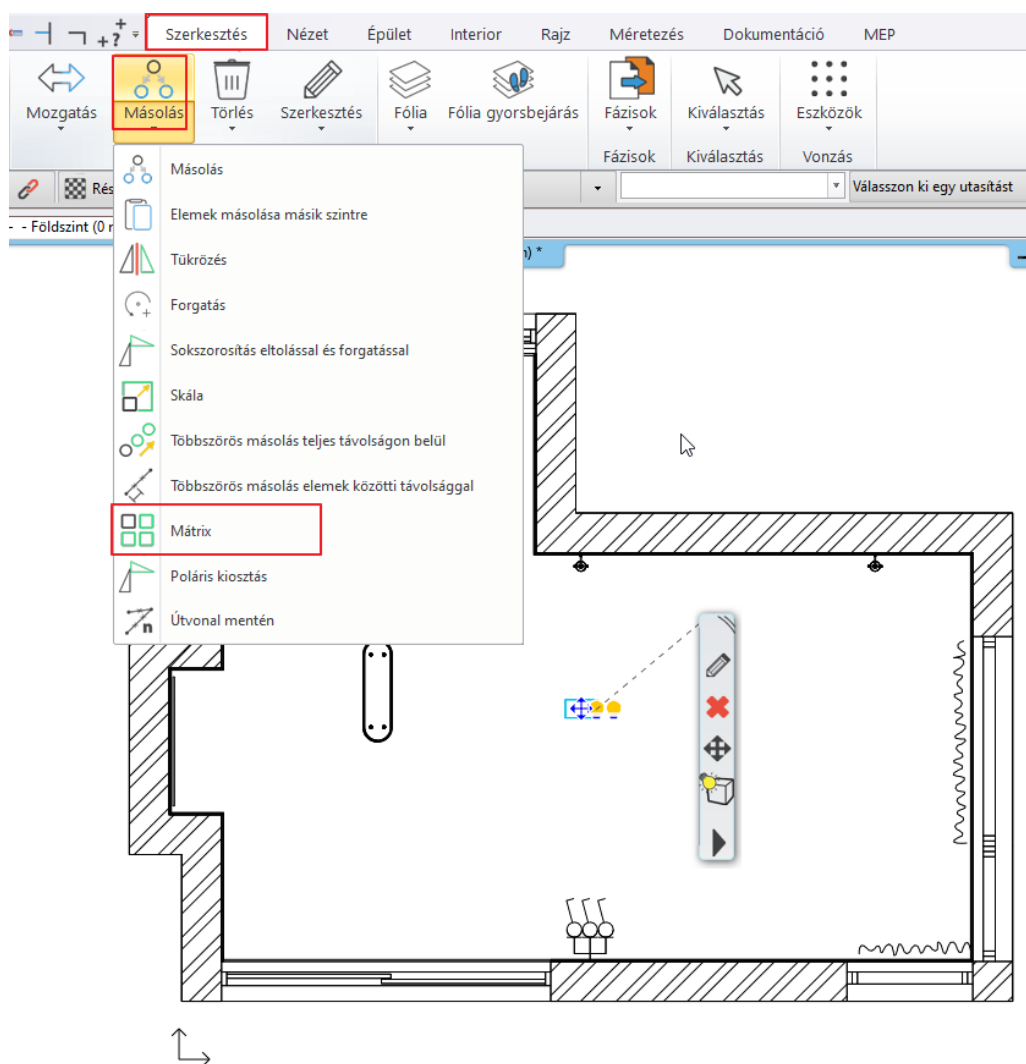 Szerkesztés Nézet Épület Interior Rajz Méretezés Dokumentáció MEP
Mozgatás Másolás Törlés Szerkesztés Fólia Fólia gyorsbejárás Fázisok Kiválasztás Eszközök
Fázisok Kiválasztás Vonzás
Rés
Válasszon ki egy utasítást
- - Földszint (0 m
) *
Másolás
Elemek másolása másik szintre
Tükrözés
Forgatás
Sokszorosítás eltolással és forgatással
Skála
Többszörös másolás teljes távolságon belül
Többszörös másolás elemek közötti távolsággal
Mátrix
Poláris kiosztás
Útvonal mentén